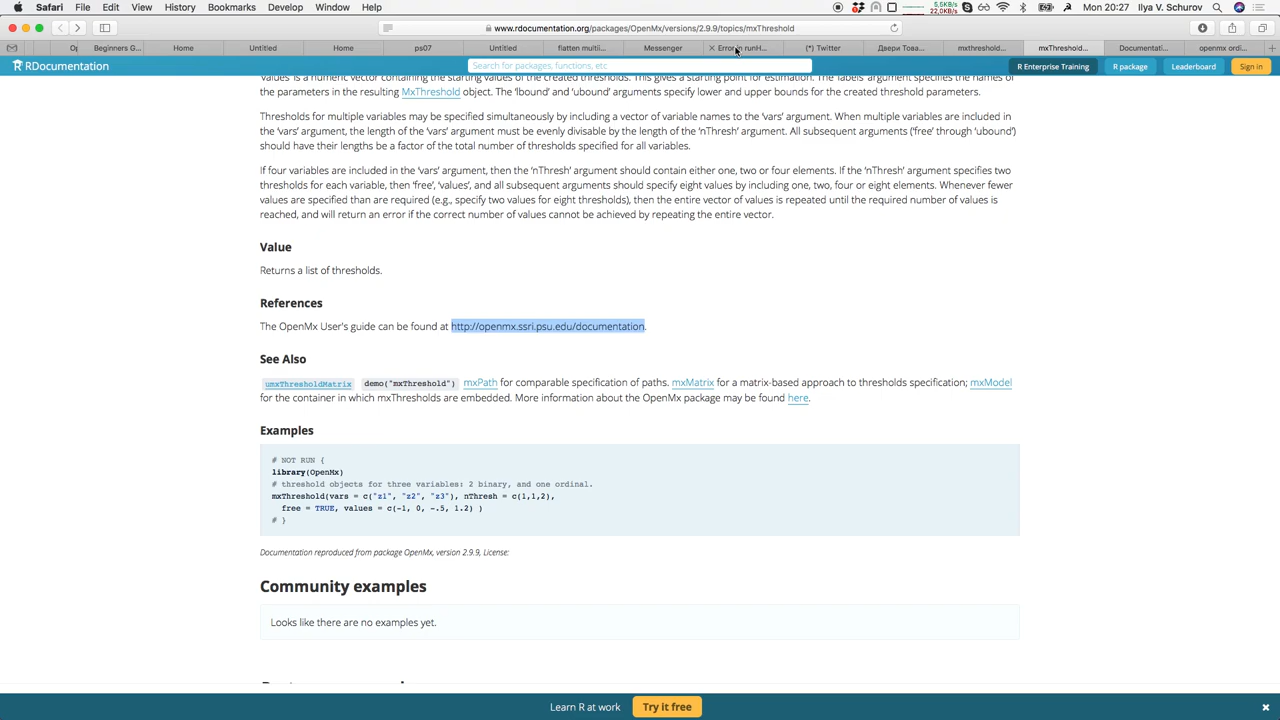 Safari File Edit View History Bookmarks Develop Window Help 5,5KB/s 22,0KB/s Mon 20:27 Ilya V. Schurov
www.rdocumentation.org/packages/OpenMx/versions/2.9.9/topics/mxThreshold
Beginners G... Home Untitled Home ps07 Untitled flatten multi... Messenger Error in runH... (*) Twitter Двери Това... mxthreshold... mxThreshold... Documentati... openmx ordi...
RDocumentation Search for packages, functions, etc R Enterprise Training R package Leaderboard Sign in
values is a numeric vector containing the starting values of the created thresholds. This gives a starting point for estimation. The 'labels' argument specifies the names of
the parameters in the resulting MxThreshold object. The 'lbound' and 'ubound' arguments specify lower and upper bounds for the created threshold parameters.
Thresholds for multiple variables may be specified simultaneously by including a vector of variable names to the 'vars' argument. When multiple variables are included in
the 'vars' argument, the length of the 'vars' argument must be evenly divisable by the length of the 'nThresh' argument. All subsequent arguments ('free' through 'ubound')
should have their lengths be a factor of the total number of thresholds specified for all variables.
If four variables are included in the 'vars' argument, then the 'nThresh' argument should contain either one, two or four elements. If the 'nThresh' argument specifies two
thresholds for each variable, then 'free', 'values', and all subsequent arguments should specify eight values by including one, two, four or eight elements. Whenever fewer
values are specified than are required (e.g., specify two values for eight thresholds), then the entire vector of values is repeated until the required number of values is
reached, and will return an error if the correct number of values cannot be achieved by repeating the entire vector.
Value
Returns a list of thresholds.
References
The OpenMx User's guide can be found at http://openmx.ssri.psu.edu/documentation.
See Also
umxThresholdMatrix demo("mxThreshold") mxPath for comparable specification of paths. mxMatrix for a matrix-based approach to thresholds specification; mxModel
for the container in which mxThresholds are embedded. More information about the OpenMx package may be found here.
Examples
# NOT RUN {
library(OpenMx)
# threshold objects for three variables: 2 binary, and one ordinal.
mxThreshold(vars = c("z1", "z2", "z3"), nThresh = c(1,1,2),
free = TRUE, values = c(-1, 0, -.5, 1.2) )
# }
Documentation reproduced from package OpenMx, version 2.9.9, License:
Community examples
Looks like there are no examples yet.
Learn R at work Try it free